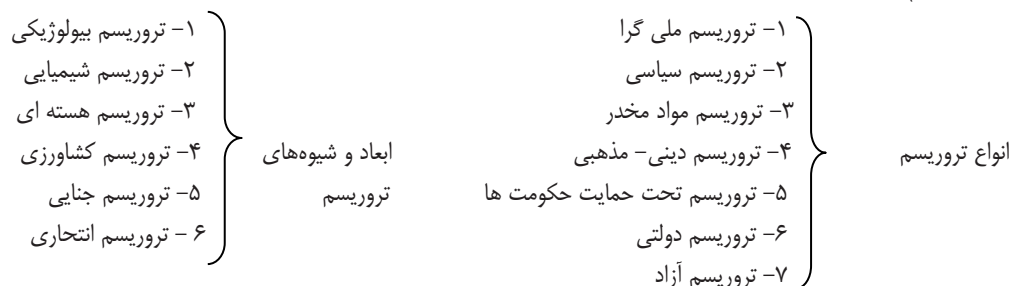 انواع تروریسم
۱- تروریسم ملی گرا
۲- تروریسم سیاسی
۳- تروریسم مواد مخدر
۴- تروریسم دینی- مذهبی
۵- تروریسم تحت حمایت حکومت ها
۶- تروریسم دولتی
۷- تروریسم آزاد
ابعاد و شیوه‌های
تروریسم
۱- تروریسم بیولوژیکی
۲- تروریسم شیمیایی
۳- تروریسم هسته ای
۴- تروریسم کشاورزی
۵- تروریسم جنایی
۶ - تروریسم انتحاری